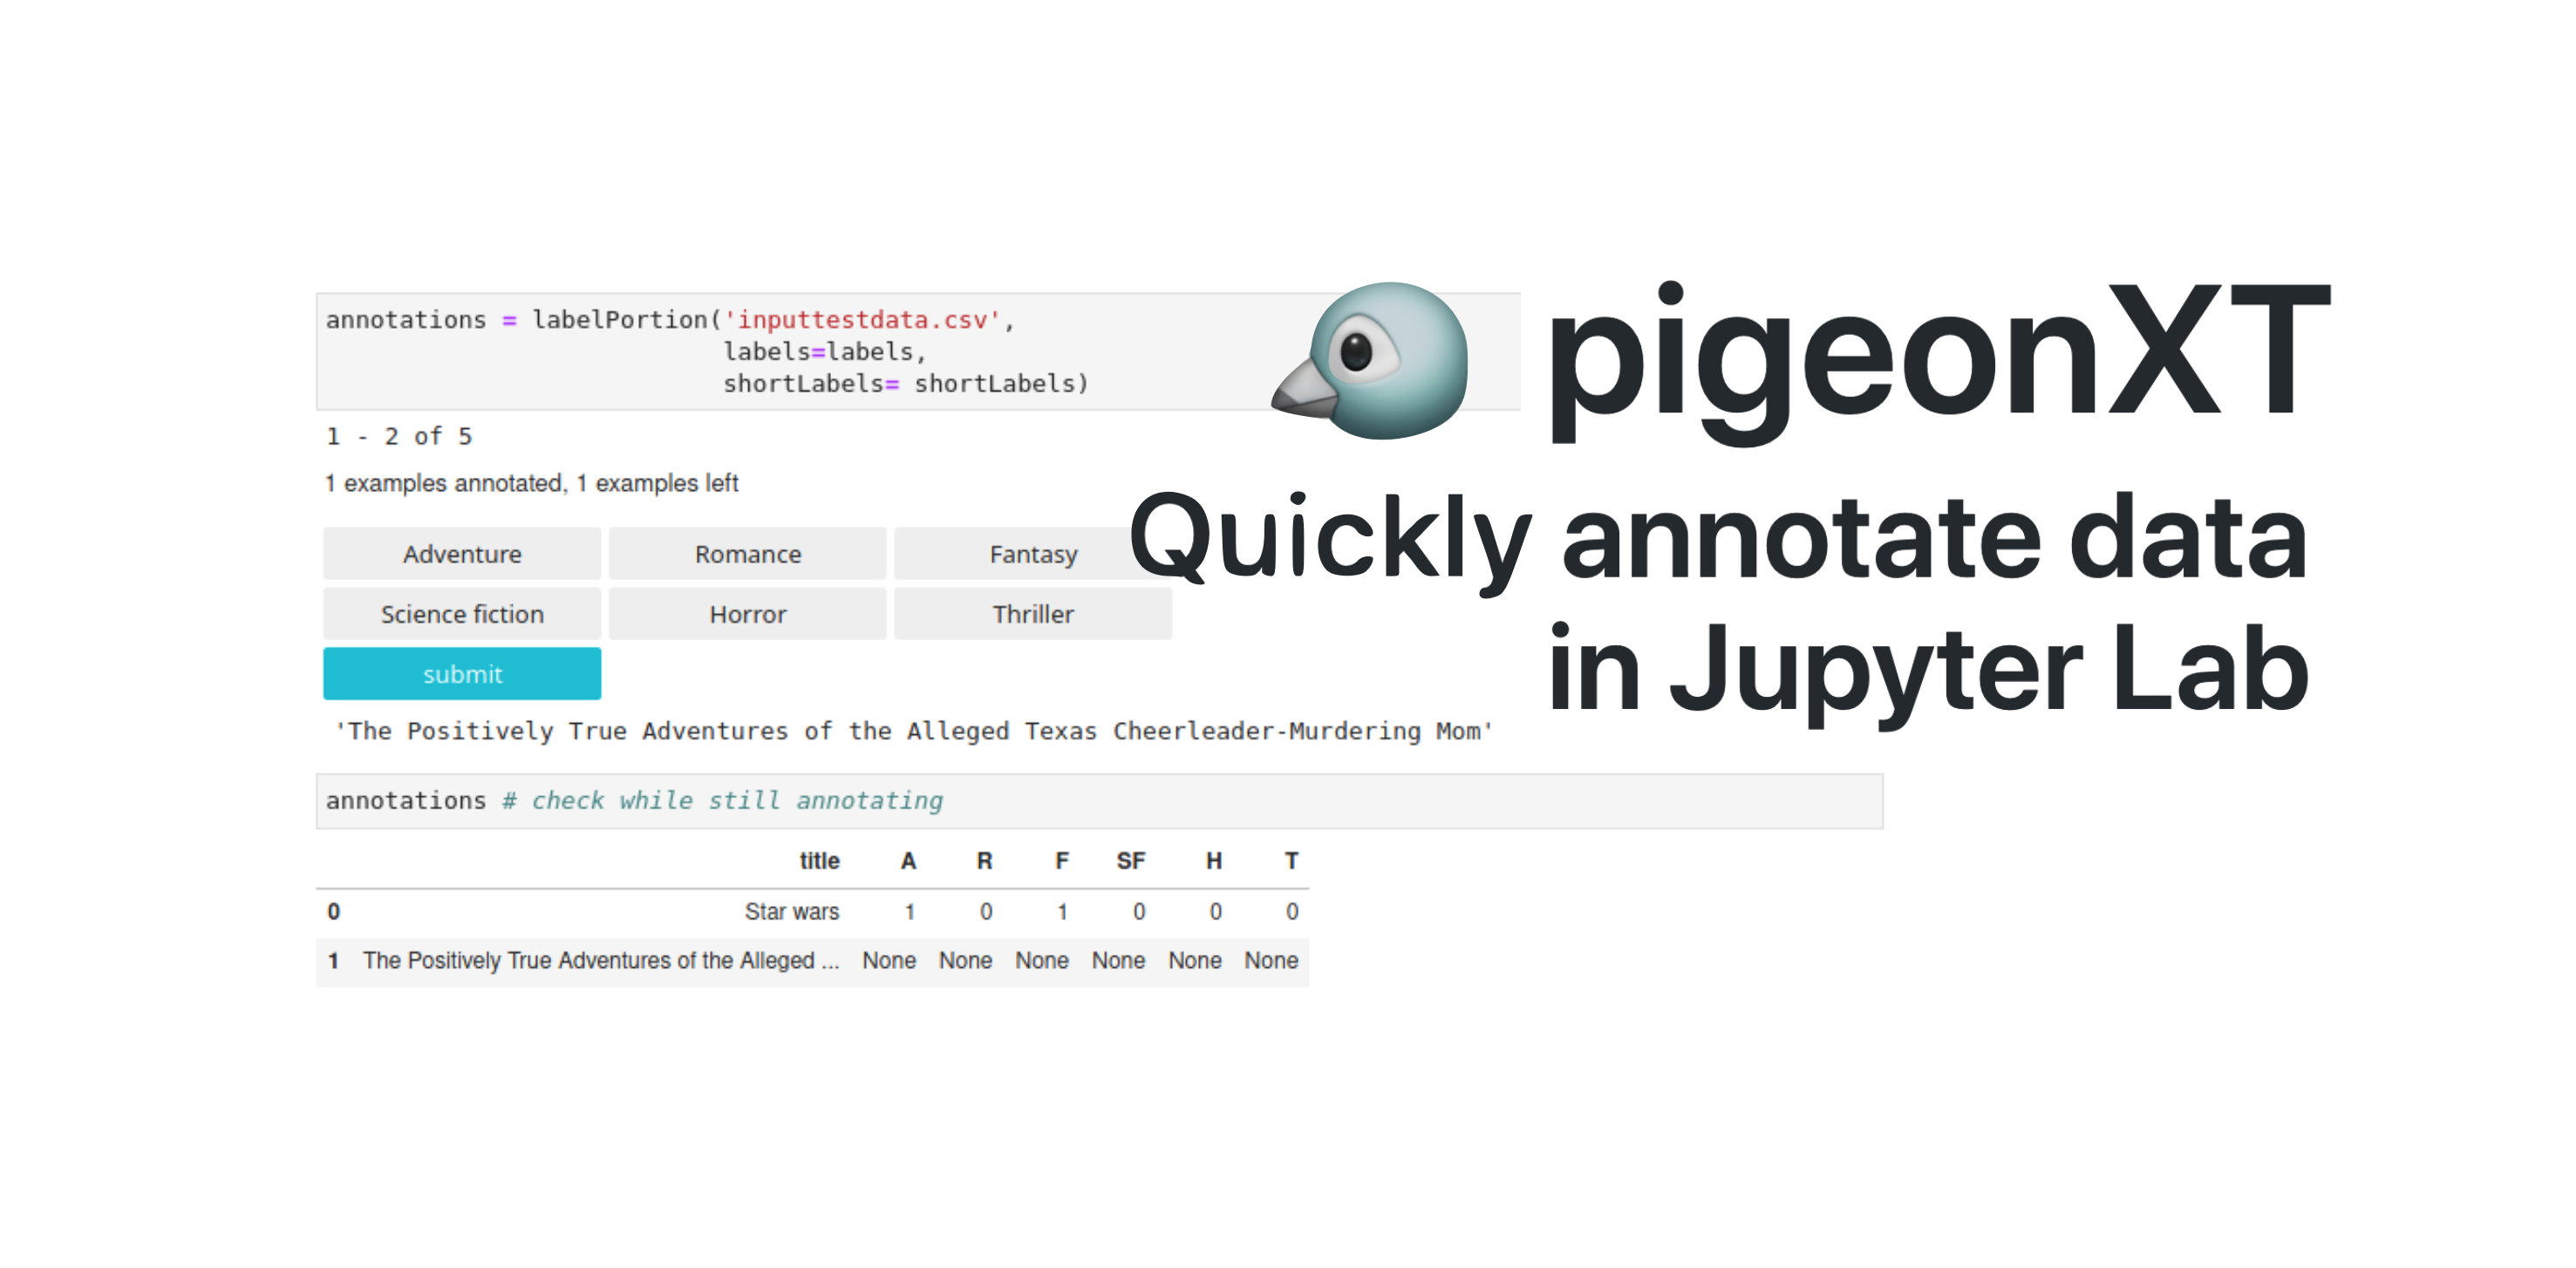 annotations = labelPortion('inputtestdata.csv',
labels=labels,
shortLabels= shortLabels)
1 - 2 of 5
1 examples annotated, 1 examples left
Adventure Romance Fantasy
Science fiction Horror Thriller
submit
'The Positively True Adventures of the Alleged Texas Cheerleader-Murdering Mom'
annotations # check while still annotating
title A R F SF H T
0 Star wars 1 0 1 0 0 0
1 The Positively True Adventures of the Alleged ... None None None None None None
pigeonXT
Quickly annotate data
in Jupyter Lab